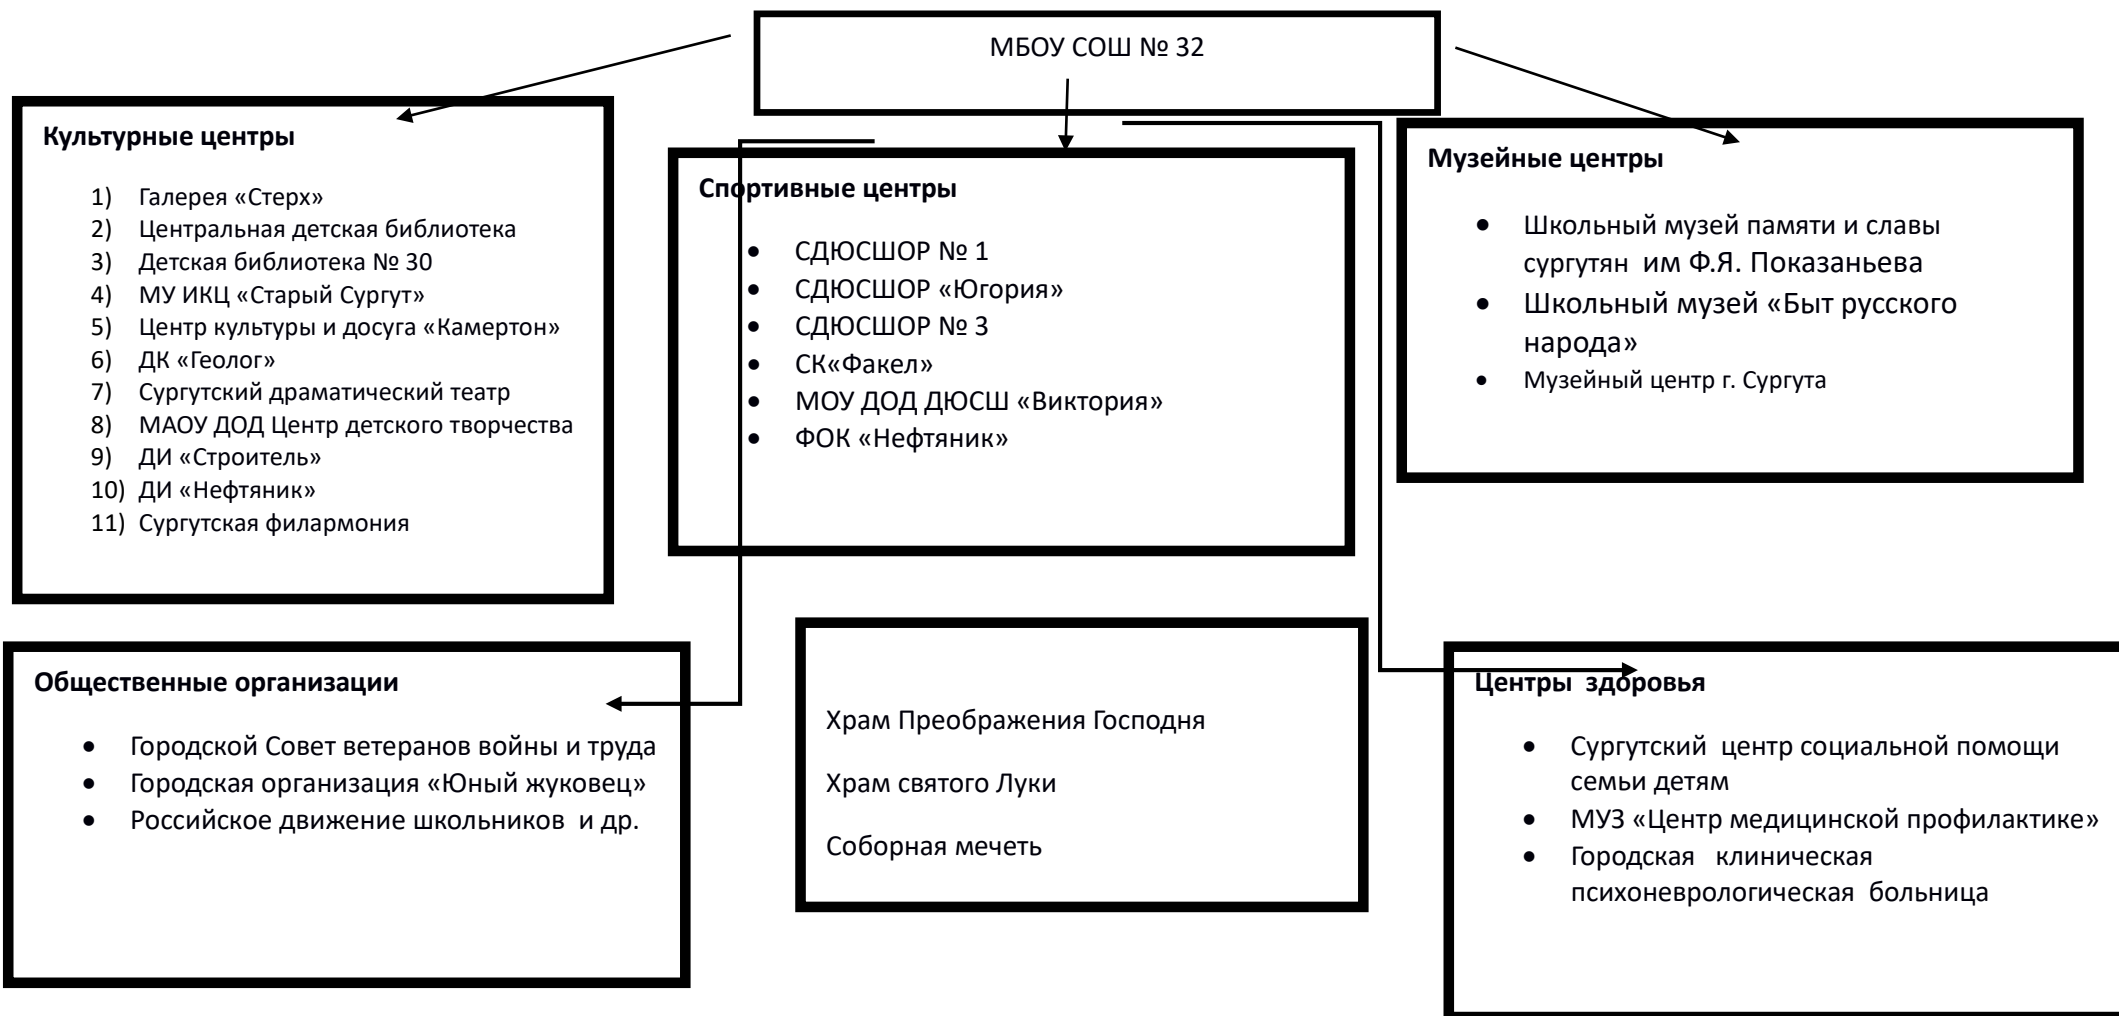 МБОУ СОШ № 32
Культурные центры
1) Галерея «Стерх»
2) Центральная детская библиотека
3) Детская библиотека № 30
4) МУ ИКЦ «Старый Сургут»
5) Центр культуры и досуга «Камертон»
6) ДК «Геолог»
7) Сургутский драматический театр
8) МАОУ ДОД Центр детского творчества
9) ДИ «Строитель»
10) ДИ «Нефтяник»
11) Сургутская филармония
Спортивные центры
• СДЮСШОР № 1
• СДЮСШОР «Югория»
• СДЮСШОР № 3
• СК«Факел»
• МОУ ДОД ДЮСШ «Виктория»
• ФОК «Нефтяник»
Музейные центры
• Школьный музей памяти и славы
сургутян им Ф.Я. Показаньева
• Школьный музей «Быт русского
народа»
• Музейный центр г. Сургута
Общественные организации
• Городской Совет ветеранов войны и труда
• Городская организация «Юный жуковец»
• Российское движение школьников и др.
Храм Преображения Господня
Храм святого Луки
Соборная мечеть
Центры здоровья
• Сургутский центр социальной помощи
семьи детям
• МУЗ «Центр медицинской профилактике»
• Городская клиническая
психоневрологическая больница